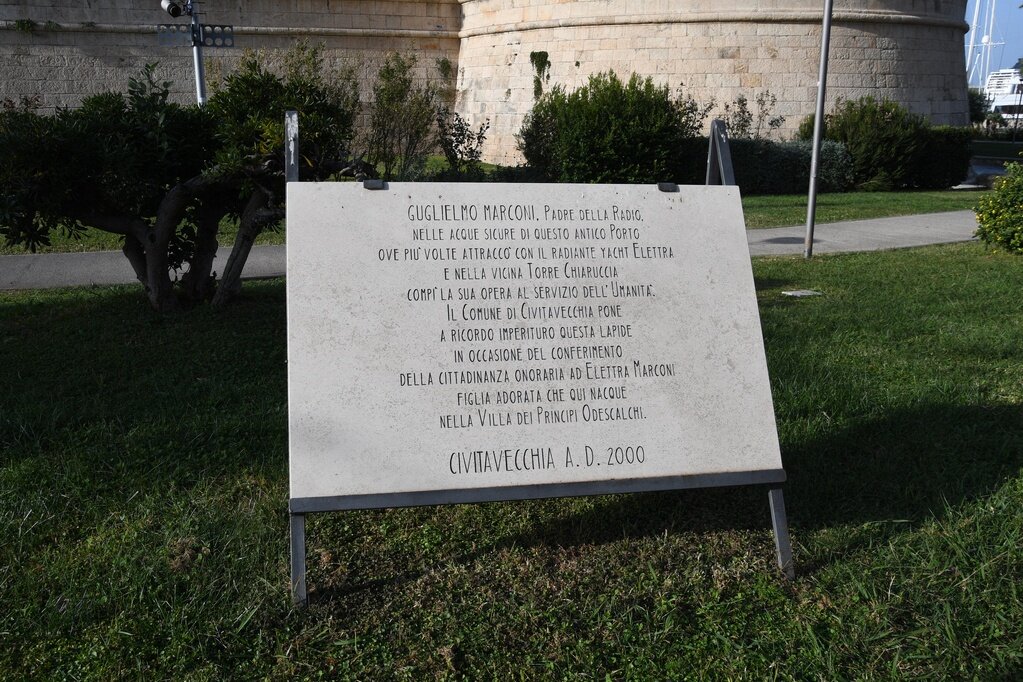 GUGLIELMO MARCONI, PADRE DELLA RADIO,
NELLE ACQUE SICURE DI QUESTO ANTICO PORTO
OVE PIU' VOLTE ATTRACCO' CON IL RADIANTE YACHT ELETTRA
E NELLA VICINA TORRE CHIARUCCIA
COMPI' LA SUA OPERA AL SERVIZIO DELL'UMANITA'.
IL COMUNE DI CIVITAVECCHIA PONE
A RICORDO IMPERITURO QUESTA LAPIDE
IN OCCASIONE DEL CONFERIMENTO
DELLA CITTADINANZA ONORARIA AD ELETTRA MARCONI
FIGLIA ADORATA CHE QUI NACQUE
NELLA VILLA DEI PRINCIPI ODESCALCHI.
CIVITAVECCHIA A. D. 2000